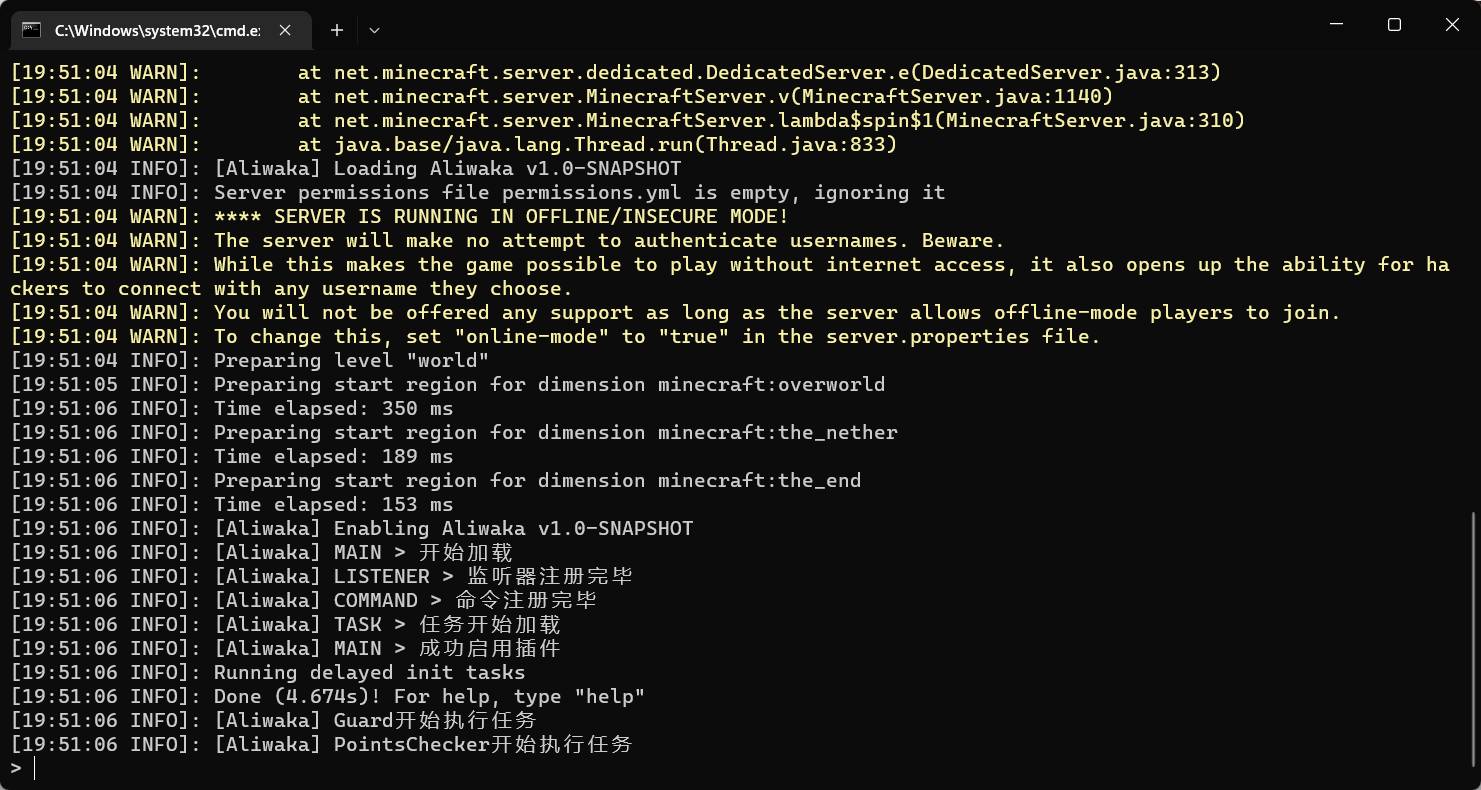 C:\Windows\system32\cmd.e
[19:51:04 WARN]:        at net.minecraft.server.dedicated.DedicatedServer.e(DedicatedServer.java:313)
[19:51:04 WARN]:        at net.minecraft.server.MinecraftServer.v(MinecraftServer.java:1140)
[19:51:04 WARN]:        at net.minecraft.server.MinecraftServer.lambda$spin$1(MinecraftServer.java:310)
[19:51:04 WARN]:        at java.base/java.lang.Thread.run(Thread.java:833)
[19:51:04 INFO]: [Aliwaka] Loading Aliwaka v1.0-SNAPSHOT
[19:51:04 INFO]: Server permissions file permissions.yml is empty, ignoring it
[19:51:04 WARN]: **** SERVER IS RUNNING IN OFFLINE/INSECURE MODE!
[19:51:04 WARN]: The server will make no attempt to authenticate usernames. Beware.
[19:51:04 WARN]: While this makes the game possible to play without internet access, it also opens up the ability for ha
ckers to connect with any username they choose.
[19:51:04 WARN]: You will not be offered any support as long as the server allows offline-mode players to join.
[19:51:04 WARN]: To change this, set "online-mode" to "true" in the server.properties file.
[19:51:04 INFO]: Preparing level "world"
[19:51:05 INFO]: Preparing start region for dimension minecraft:overworld
[19:51:06 INFO]: Time elapsed: 350 ms
[19:51:06 INFO]: Preparing start region for dimension minecraft:the_nether
[19:51:06 INFO]: Time elapsed: 189 ms
[19:51:06 INFO]: Preparing start region for dimension minecraft:the_end
[19:51:06 INFO]: Time elapsed: 153 ms
[19:51:06 INFO]: [Aliwaka] Enabling Aliwaka v1.0-SNAPSHOT
[19:51:06 INFO]: [Aliwaka] MAIN > 开始加载
[19:51:06 INFO]: [Aliwaka] LISTENER > 监听器注册完毕
[19:51:06 INFO]: [Aliwaka] COMMAND > 命令注册完毕
[19:51:06 INFO]: [Aliwaka] TASK > 任务开始加载
[19:51:06 INFO]: [Aliwaka] MAIN > 成功启用插件
[19:51:06 INFO]: Running delayed init tasks
[19:51:06 INFO]: Done (4.674s)! For help, type "help"
[19:51:06 INFO]: [Aliwaka] Guard开始执行任务
[19:51:06 INFO]: [Aliwaka] PointsChecker开始执行任务
>